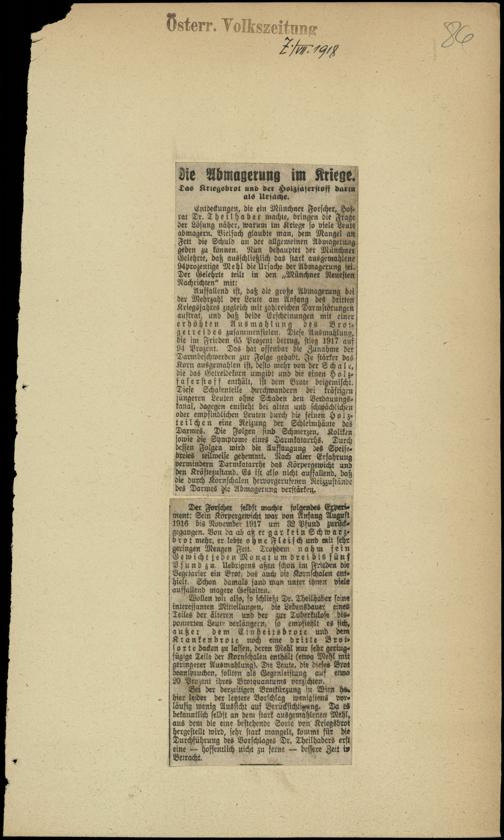 Österr. Volkszeitung
7./VII. 1918
86
Die Abmagerung im Kriege.
Das Kriegsbrot und der Holzfaserstoff darin
als Ursache.
Entdeckungen, die ein Münchner Forscher, Hof-
rat Dr. Theilhaber machte, bringen die Frage
der Lösung näher, warum im Kriege so viele Leute
abmagern. Vielfach glaubte man, dem Mangel an
Fett die Schuld an der allgemeinen Abmagerung
geben zu können. Nun behauptet der Münchner
Gelehrte, daß ausschließlich das stark ausgemahlene
94prozentige Mehl die Ursache der Abmagerung sei.
Der Gelehrte teilt in den „Münchner Neuesten
Nachrichten" mit:
Auffallend ist, daß die große Abmagerung bei
der Mehrzahl der Leute am Anfang des dritten
Kriegsjahres zugleich mit zahlreichen Darmstörungen
auftrat, und daß beide Erscheinungen mit einer
erhöhten Ausmahlung des Brot-
getreides zusammenfielen. Diese Ausmahlung,
die im Frieden 65 Prozent betrug, stieg 1917 auf
94 Prozent. Das hat offenbar die Zunahme der
Darmbeschwerden zur Folge gehabt. Je stärker das
Korn ausgemahlen ist, desto mehr von der Schale,
die das Getreidekorn umgibt und die einen Holz-
faserstoff enthält, ist dem Brote beigemischt.
Diese Schalenteile durchwandern bei kräftigen
jüngeren Leuten ohne Schaden den Verdauungs-
kanal, dagegen entsteht bei alten und schwächlichen
oder empfindlichen Leuten durch die feinen Holz-
teilchen eine Reizung der Schleimhäute des
Darmes. Die Folgen sind Schmerzen, Koliken
sowie die Symptome eines Darmkatarrhs. Durch
dessen Folgen wird die Aufsaugung des Speise-
breies teilweise gehemmt. Nach alter Erfahrung
vermindern Darmkatarrhe das Körpergewicht und
den Kräftezustand. Es ist also nicht auffallend, daß
die durch Kornschalen hervorgerufenen Reizzustände
des Darmes die Abmagerung verstärken.
Der Forscher selbst machte folgendes Experi-
ment: Sein Körpergewicht war von Anfang August
1916 bis November 1917 um 32 Pfund zurück-
gegangen. Von da ab aß er gar kein Schwarz-
brot mehr, er lebte ohne Fleisch und mit sehr
geringen Mengen Fett. Trotzdem nahm sein
Gewicht jeden Monat um drei bis fünf
Pfund zu. Uebrigens aßen schon im Frieden die
Vegetarier ein Brot, das auch die Kornschalen ent-
hielt. Schon damals fand man unter ihnen viele
auffallend magere Gestalten.
Wollen wir also, so schließt Dr. Theilhaber seine
interessanten Mitteilungen, die Lebensdauer eines
Teiles der älteren und der zur Tuberkulose dis-
ponierten Leute verlängern, so empfiehlt es sich,
außer dem Einheitsbrote und dem
Krankenbrote noch eine dritte Brot-
sorte backen zu lassen, deren Mehl nur sehr gering-
fügige Teile der Kornschalen enthält (etwa Mehl mit
geringerer Ausmahlung). Die Leute, die dieses Brot
beanspruchen, sollten als Gegenleistung auf etwa
20 Prozent ihres Brotquantums verzichten.
Bei der derzeitigen Brotkürzung in Wien ha.
hier leider der letztere Vorschlag wenigstens vor-
läufig wenig Aussicht auf Berücksichtigung. Da es
bekanntlich selbst an dem stark ausgemahlenen Mehl,
aus dem die eine bestehende Sorte von Kriegsbrot
hergestellt wird, sehr stark mangelt, kommt für die
Durchführung des Vorschlages Dr. Theilhabers erst
eine — hoffentlich nicht zu ferne — bessere Zeit in
Betracht.